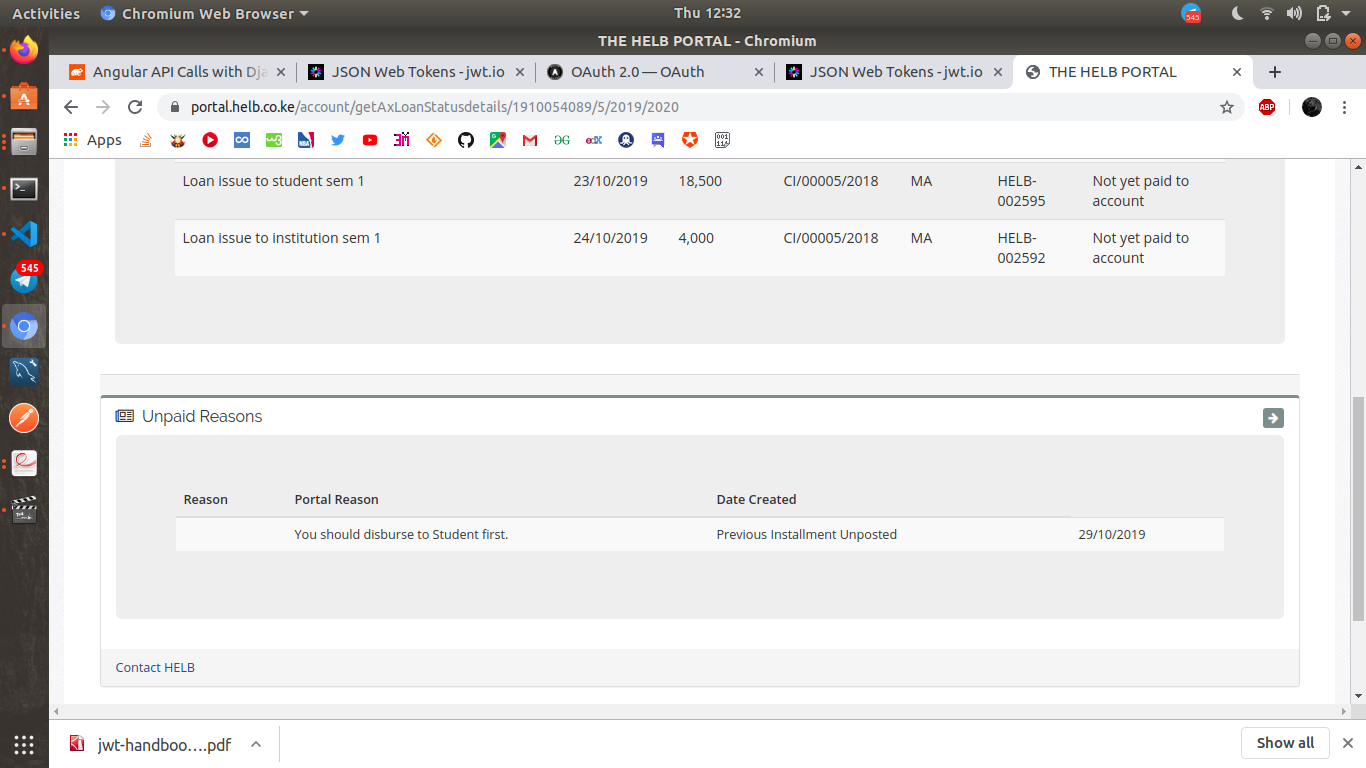 Activities Chromium Web Browser Thu 12:32 545
THE HELB PORTAL - Chromium
Angular API Calls with Dja JSON Web Tokens - jwt.io OAuth 2.0 — OAuth JSON Web Tokens - jwt.io THE HELB PORTAL
portal.helb.co.ke/account/getAxLoanStatusdetails/1910054089/5/2019/2020 ABP
Apps
Loan issue to student sem 1 23/10/2019 18,500 CI/00005/2018 MA HELB- Not yet paid to
002595 account
Loan issue to institution sem 1 24/10/2019 4,000 CI/00005/2018 MA HELB- Not yet paid to
002592 account
545
Unpaid Reasons
Reason Portal Reason Date Created
You should disburse to Student first. Previous Installment Unposted 29/10/2019
Contact HELB
jwt-handboo....pdf Show all